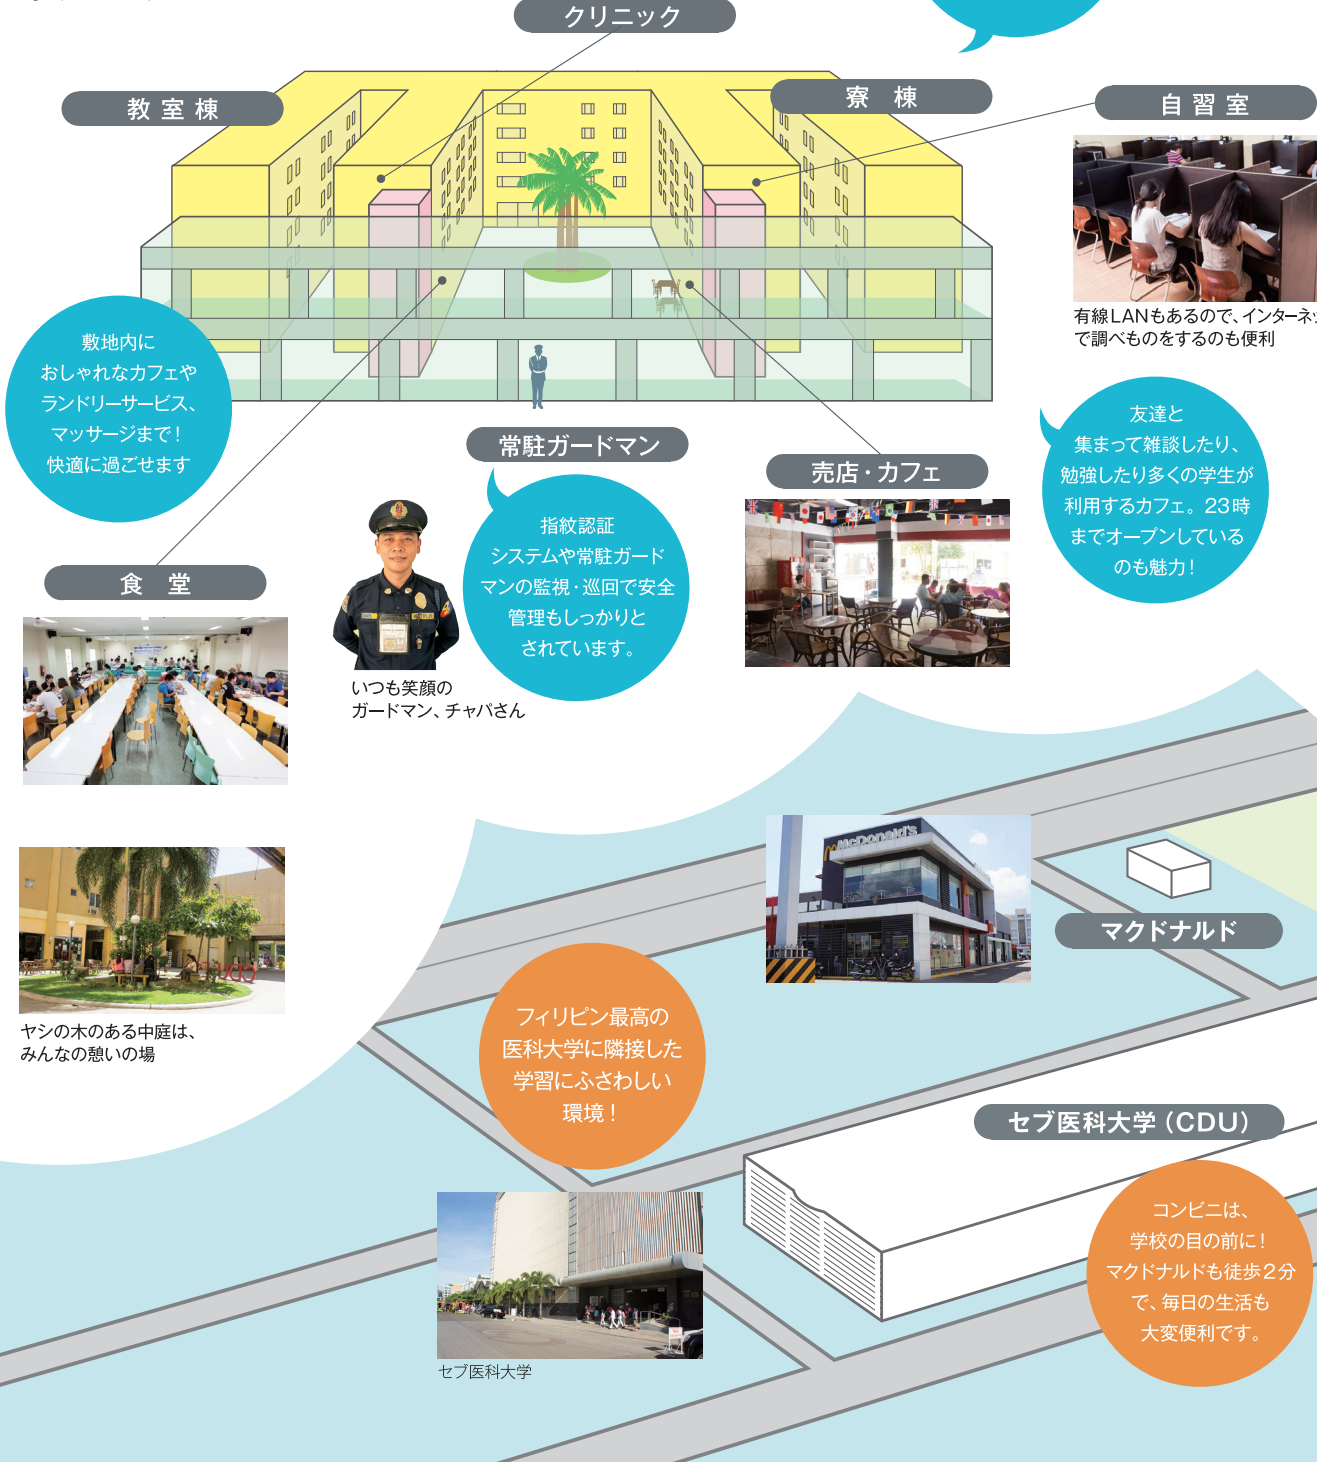 クリニック
教室棟
寮 棟
自習室
有線LANもあるので、インターネッ
で調べものをするのも便利
敷地内に
おしゃれなカフェや
ランドリーサービス、
マッサージまで！
快適に過ごせます
友達と
集まって雑談したり、
勉強したり多くの学生が
利用するカフェ。23時
までオープンしている
のも魅力！
常駐ガードマン
指紋認証
システムや常駐ガード
マンの監視・巡回で安全
管理もしっかりと
されています。
いつも笑顔の
ガードマン、チャパさん
売店・カフェ
食 堂
ヤシの木のある中庭は、
みんなの憩いの場
McDonald's
マクドナルド
フィリピン最高の
医科大学に隣接した
学習にふさわしい
環境！
セブ医科大学（CDU）
コンビニは、
学校の目の前に！
マクドナルドも徒歩2分
で、毎日の生活も
大変便利です。
セブ医科大学